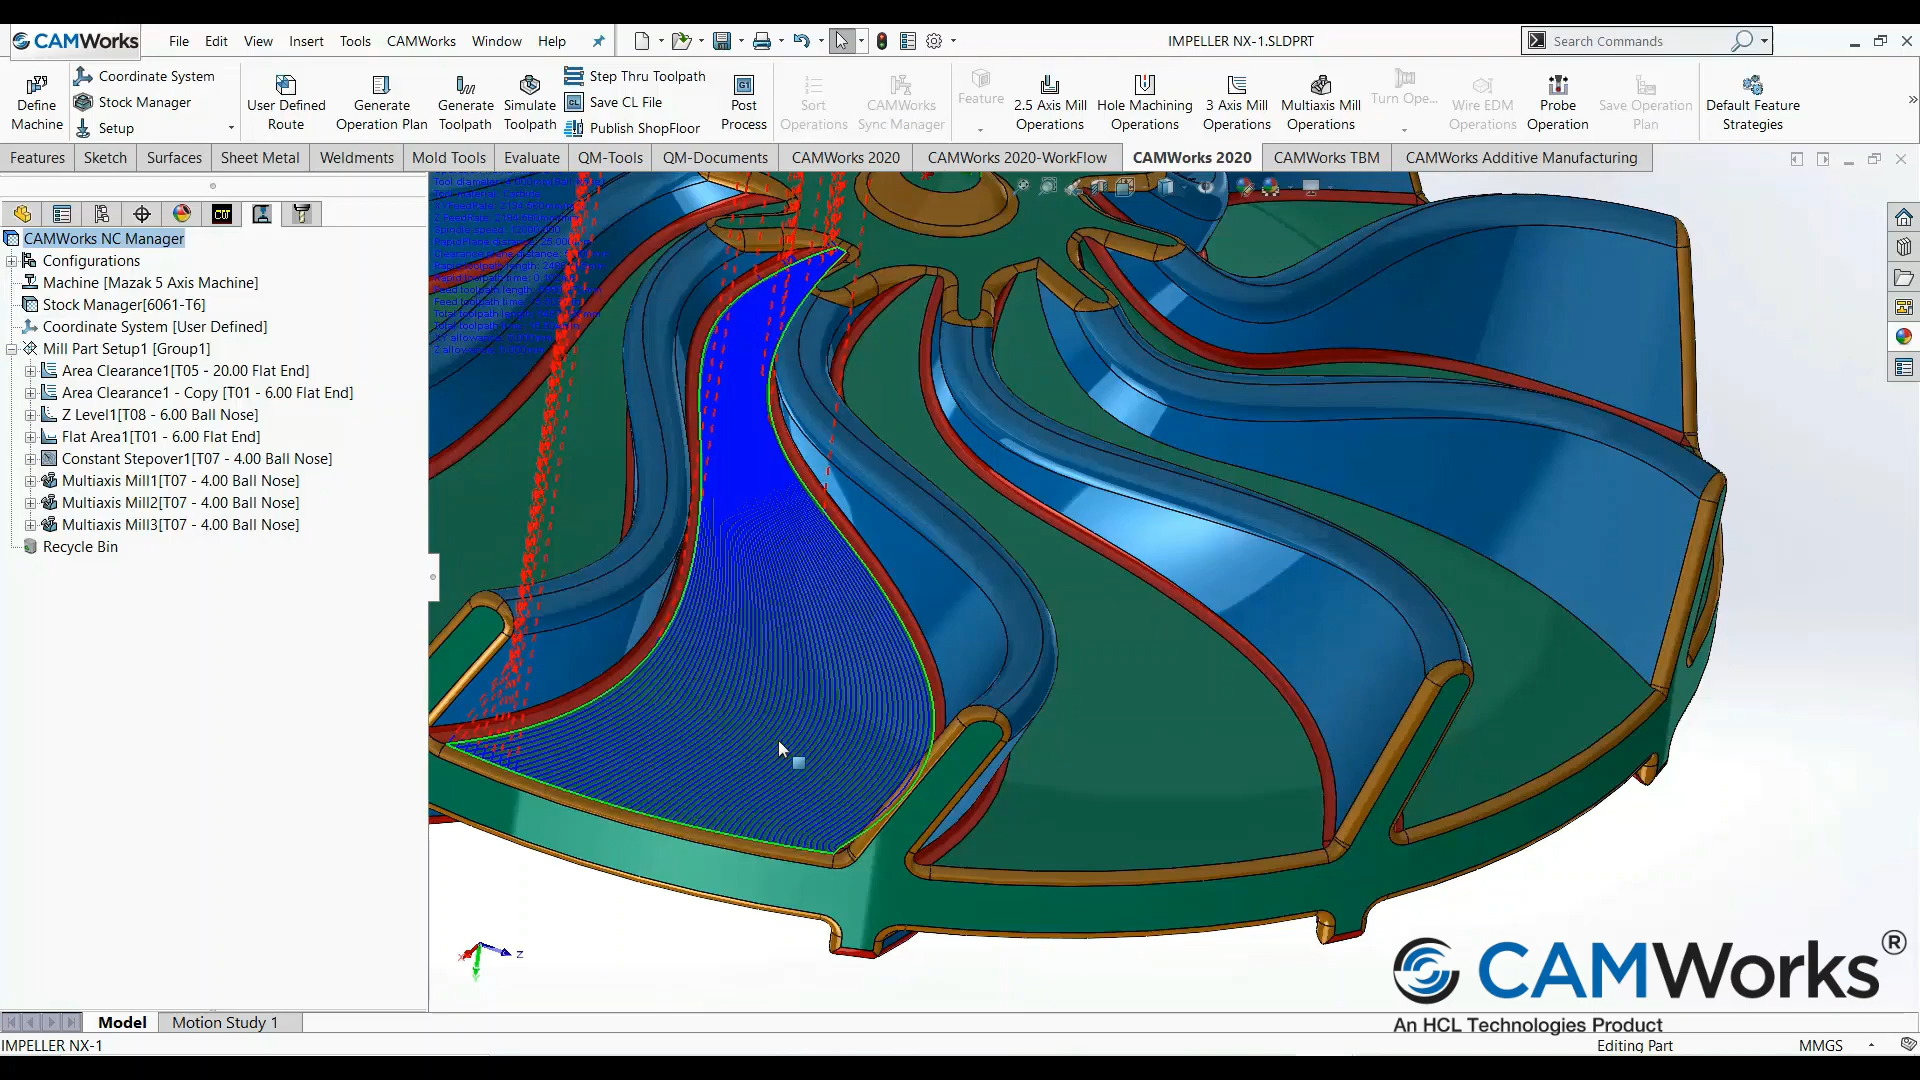 CAMWorks
File Edit View Insert Tools CAMWorks Window Help
IMPELLER NX-1.SLDPRT
Search Commands
Define Machine
Coordinate System
Stock Manager
Setup
User Defined Route
Generate Operation Plan
Generate Toolpath
Simulate Toolpath
Step Thru Toolpath
Save CL File
Publish ShopFloor
G1
Post Process
Sort Operations
CAMWorks Sync Manager
Feature
2.5 Axis Mill Operations
Hole Machining Operations
3 Axis Mill Operations
Multiaxis Mill Operations
Turn Ope...
Wire EDM Operations
Probe Operation
Save Operation Plan
Default Feature Strategies
Features Sketch Surfaces Sheet Metal Weldments Mold Tools Evaluate QM-Tools QM-Documents CAMWorks 2020 CAMWorks 2020-WorkFlow CAMWorks 2020 CAMWorks TBM CAMWorks Additive Manufacturing
CAMWorks NC Manager
Configurations
Machine [Mazak 5 Axis Machine]
Stock Manager[6061-T6]
Coordinate System [User Defined]
Mill Part Setup1 [Group1]
Area Clearance1[T05 - 20.00 Flat End]
Area Clearance1 - Copy [T01 - 6.00 Flat End]
Z Level1[T08 - 6.00 Ball Nose]
Flat Area1[T01 - 6.00 Flat End]
Constant Stepover1[T07 - 4.00 Ball Nose]
Multiaxis Mill1[T07 - 4.00 Ball Nose]
Multiaxis Mill2[T07 - 4.00 Ball Nose]
Multiaxis Mill3[T07 - 4.00 Ball Nose]
Recycle Bin
X
Z
CAMWorks®
An HCL Technologies Product
Model Motion Study 1
IMPELLER NX-1
Editing Part
MMGS